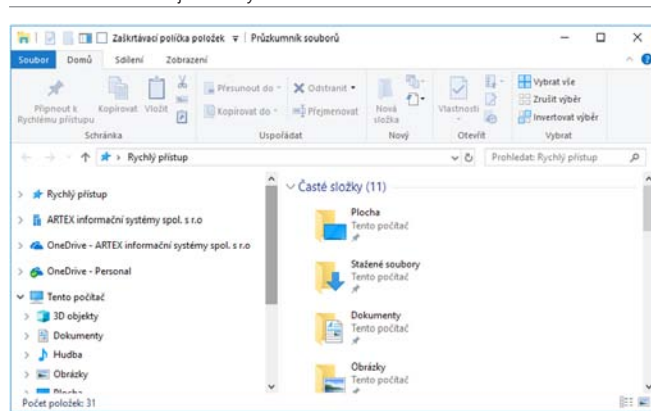 Zaškrtávací políčka položek | Průzkumník souborů
Soubor Domů Sdílení Zobrazení
Připnout k Rychlému přístupu
Kopírovat
Vložit
Schránka
Přesunout do
Kopírovat do
Odstranit
Přejmenovat
Uspořádat
Nová složka
Nový
Vlastnosti
Otevřít
Vybrat vše
Zrušit výběr
Invertovat výběr
Vybrat
Rychlý přístup
Prohledat: Rychlý přístup
Rychlý přístup
ARTEX informační systémy spol. s r.o
OneDrive - ARTEX informační systémy spol. s r.o
OneDrive - Personal
Tento počítač
3D objekty
Dokumenty
Hudba
Obrázky
Plocha
Časté složky (11)
Plocha
Tento počítač
Stažené soubory
Tento počítač
Dokumenty
Tento počítač
Obrázky
Tento počítač
Počet položek: 31